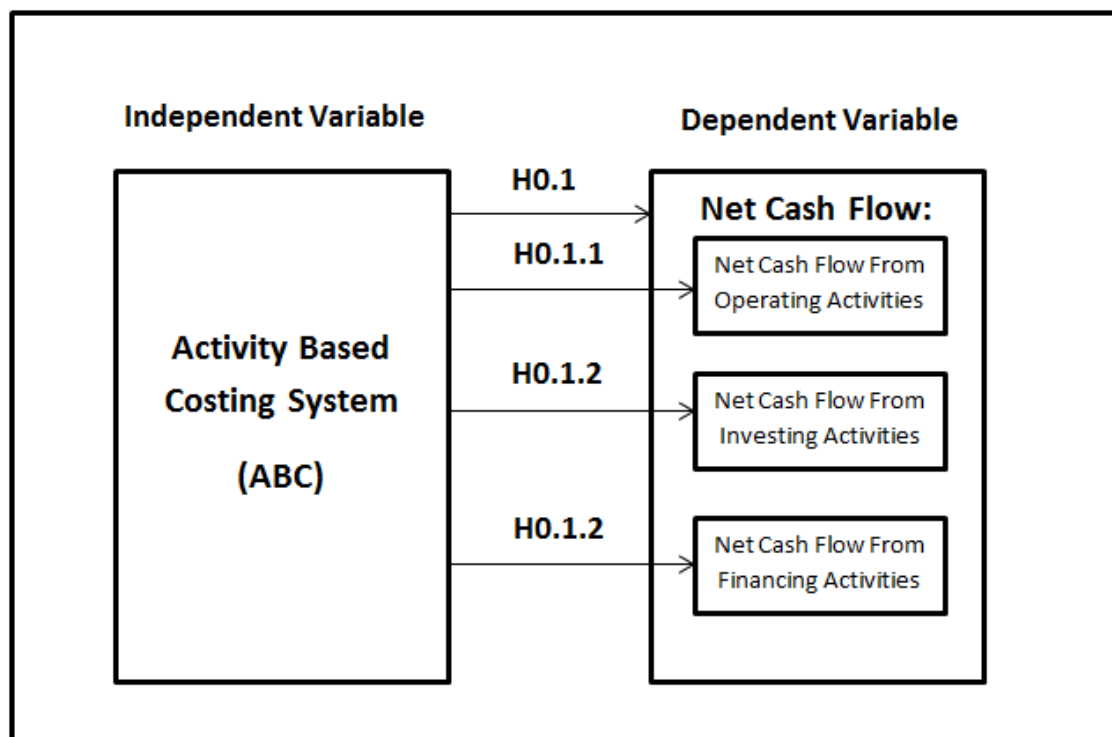 Independent Variable
Dependent Variable
H0.1
Net Cash Flow:
H0.1.1
Net Cash Flow From
Operating Activities
Activity Based
Costing System
(ABC)
H0.1.2
Net Cash Flow From
Investing Activities
H0.1.2
Net Cash Flow From
Financing Activities